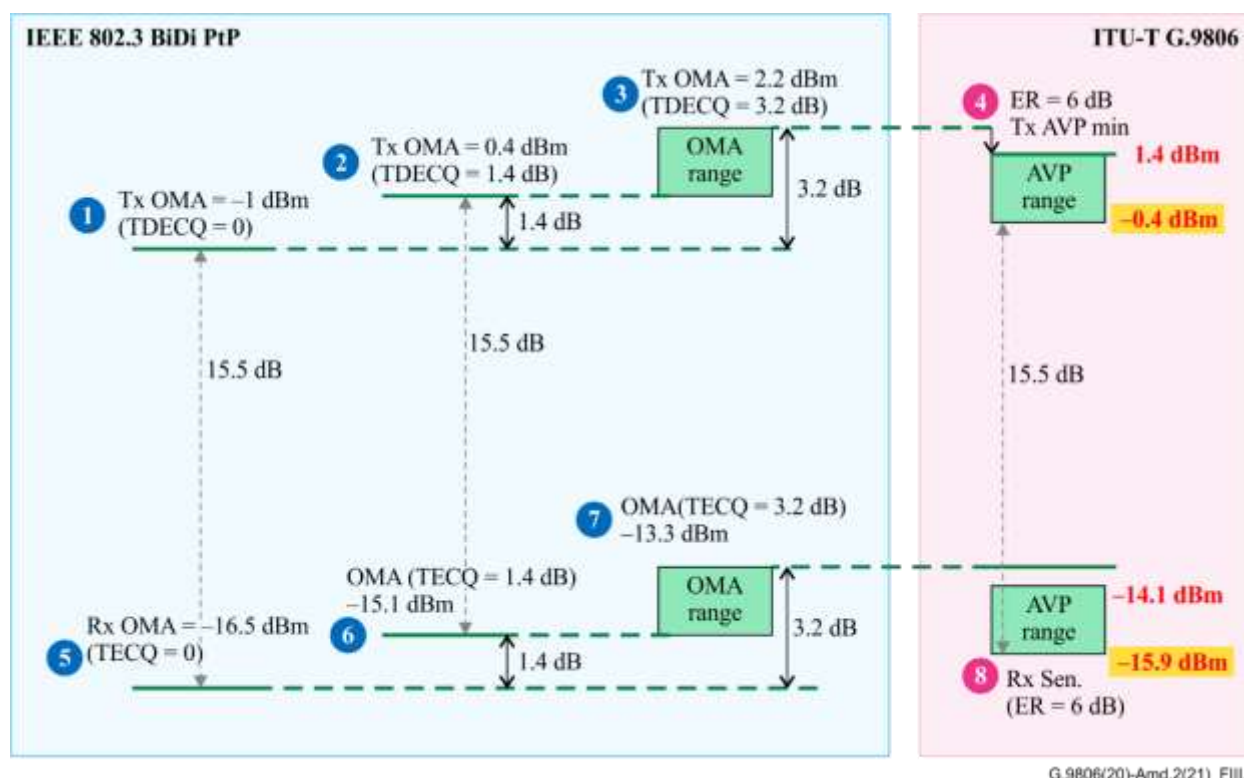 IEEE 802.3 BiDi PtP
ITU-T G.9806
3
Tx OMA = 2.2 dBm
(TDECQ = 3.2 dB)
4
ER = 6 dB
Tx AVP min
2
Tx OMA = 0.4 dBm
(TDECQ = 1.4 dB)
OMA
range
3.2 dB
1.4 dBm
AVP
range
–0.4 dBm
1
Tx OMA = –1 dBm
(TDECQ = 0)
1.4 dB
15.5 dB
15.5 dB
15.5 dB
7
OMA(TECQ = 3.2 dB)
–13.3 dBm
OMA (TECQ = 1.4 dB)
–15.1 dBm
6
OMA
range
3.2 dB
–14.1 dBm
AVP
range
–15.9 dBm
Rx OMA = –16.5 dBm
5
(TECQ = 0)
1.4 dB
8
Rx Sen.
(ER = 6 dB)
G.9806(20)-Amd.2(21)